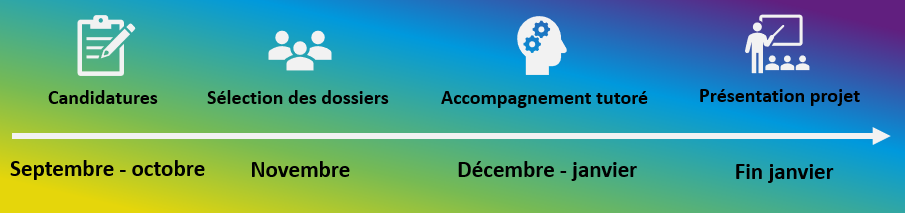 Candidatures
Sélection des dossiers
Accompagnement tutoré
Présentation projet
Septembre - octobre
Novembre
Décembre - janvier
Fin janvier